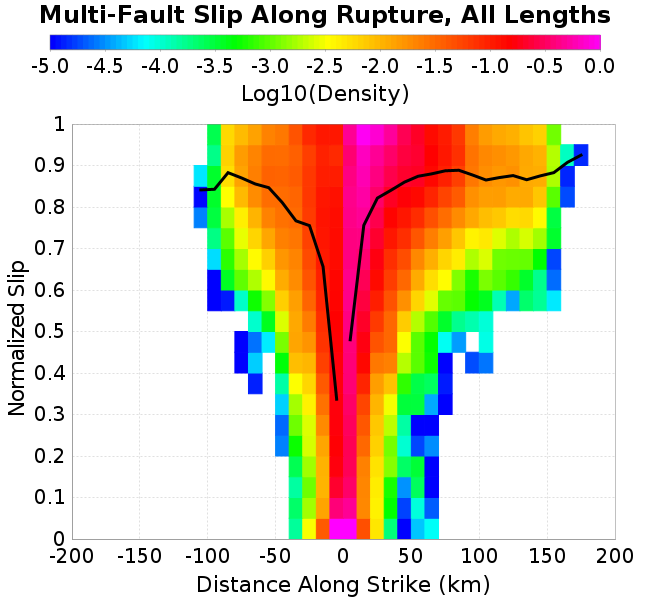 Multi-Fault Slip Along Rupture, All Lengths
-5.0 -4.5 -4.0 -3.5 -3.0 -2.5 -2.0 -1.5 -1.0 -0.5 0.0
Log10(Density)
1
0.9
0.8
0.7
0.6
0.5
0.4
0.3
0.2
0.1
0
Normalized Slip
-200 -150 -100 -50 0 50 100 150 200
Distance Along Strike (km)